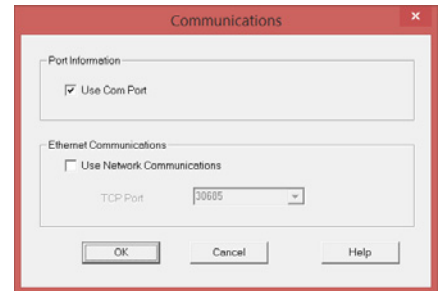 Communications
Port Information
Use Com Port
Ethernet Communications
Use Network Communications
TCP Port 30685
OK Cancel Help